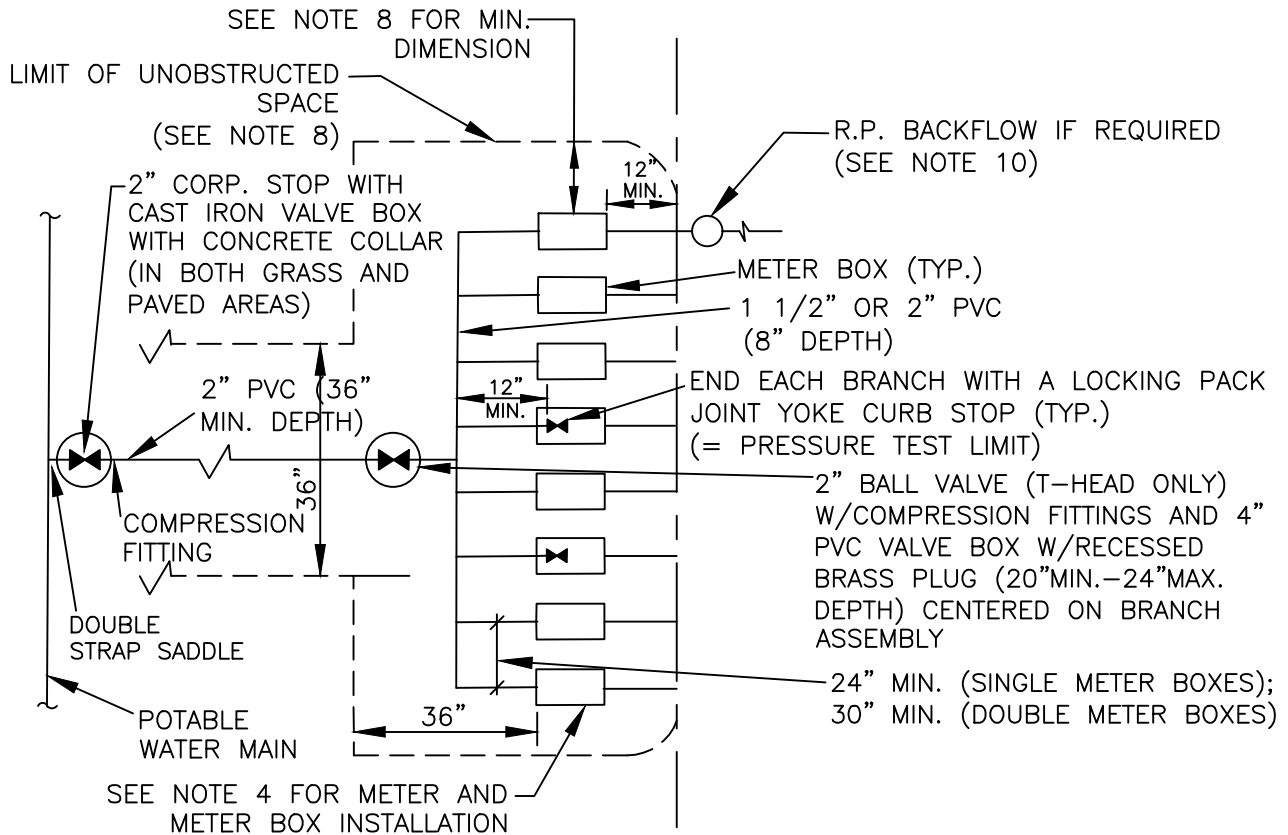 SEE NOTE 8 FOR MIN.
DIMENSION
LIMIT OF UNOBSTRUCTED
SPACE
(SEE NOTE 8)
R.P. BACKFLOW IF REQUIRED
(SEE NOTE 10)
12”
MIN.
2” CORP. STOP WITH
CAST IRON VALVE BOX
WITH CONCRETE COLLAR
(IN BOTH GRASS AND
PAVED AREAS)
METER BOX (TYP.)
1 1/2” OR 2” PVC
(8” DEPTH)
2” PVC (36”
MIN. DEPTH)
12”
MIN.
END EACH BRANCH WITH A LOCKING PACK
JOINT YOKE CURB STOP (TYP.)
(= PRESSURE TEST LIMIT)
36”
2” BALL VALVE (T-HEAD ONLY)
W/COMPRESSION FITTINGS AND 4”
PVC VALVE BOX W/RECESSED
BRASS PLUG (20”MIN.-24”MAX.
DEPTH) CENTERED ON BRANCH
ASSEMBLY
COMPRESSION
FITTING
DOUBLE
STRAP SADDLE
24” MIN. (SINGLE METER BOXES);
30” MIN. (DOUBLE METER BOXES)
36”
POTABLE
WATER MAIN
SEE NOTE 4 FOR METER AND
METER BOX INSTALLATION